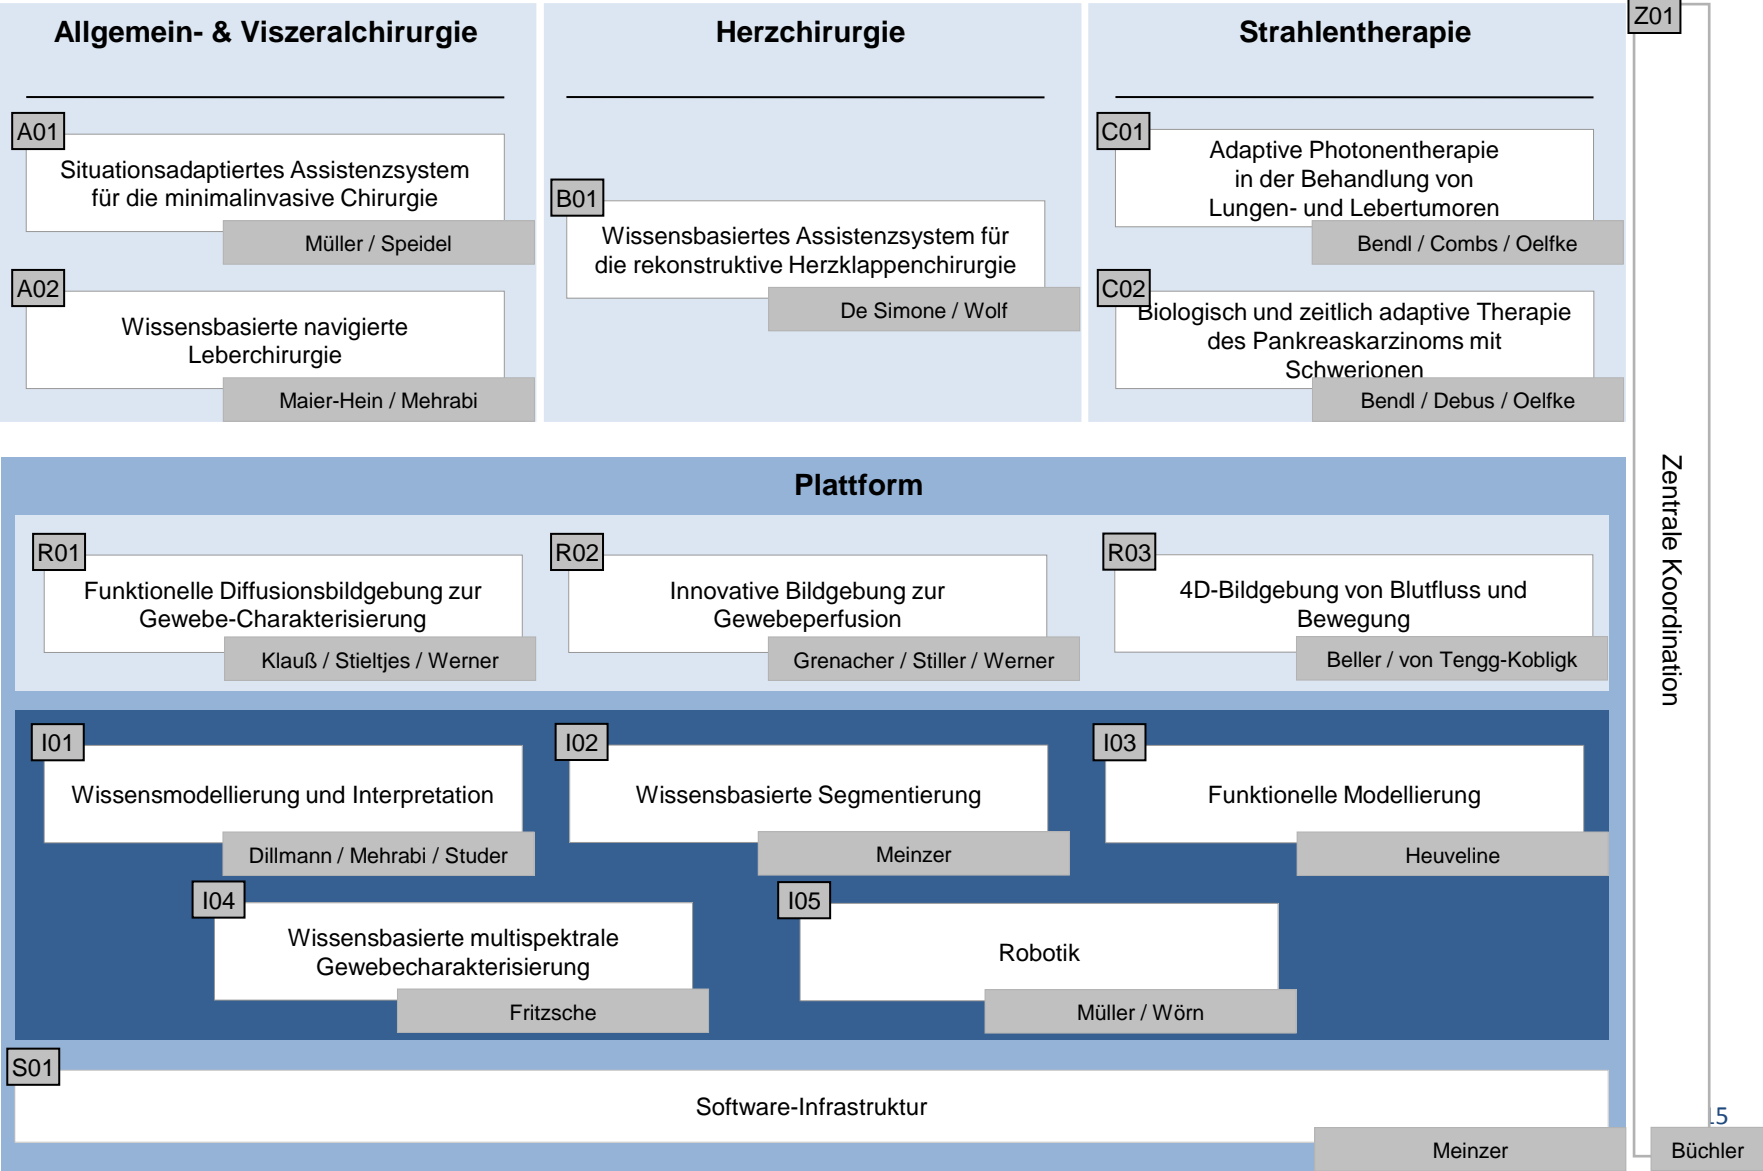 Allgemein- & Viszeralchirurgie
A01
Situationsadaptiertes Assistenzsystem
für die minimalinvasive Chirurgie
Müller / Speidel
A02
Wissensbasierte navigierte
Leberchirurgie
Maier-Hein / Mehrabi
Herzchirurgie
B01
Wissensbasiertes Assistenzsystem für
die rekonstruktive Herzklappenchirurgie
De Simone / Wolf
Strahlentherapie
C01
Adaptive Photonentherapie
in der Behandlung von
Lungen- und Lebertumoren
Bendl / Combs / Oelfke
C02
Biologisch und zeitlich adaptive Therapie
des Pankreaskarzinoms mit
Schwerionen
Bendl / Debus / Oelfke
Plattform
R01
Funktionelle Diffusionsbildgebung zur
Gewebe-Charakterisierung
Klauß / Stieltjes / Werner
R02
Innovative Bildgebung zur
Gewebeperfusion
Grenacher / Stiller / Werner
R03
4D-Bildgebung von Blutfluss und
Bewegung
Beller / von Tengg-Kobligk
I01
Wissensmodellierung und Interpretation
Dillmann / Mehrabi / Studer
I02
Wissensbasierte Segmentierung
Meinzer
I03
Funktionelle Modellierung
Heuveline
I04
Wissensbasierte multispektrale
Gewebecharakterisierung
Fritzsche
I05
Robotik
Müller / Wörn
S01
Software-Infrastruktur
Meinzer
Z01
Zentrale Koordination
Büchler